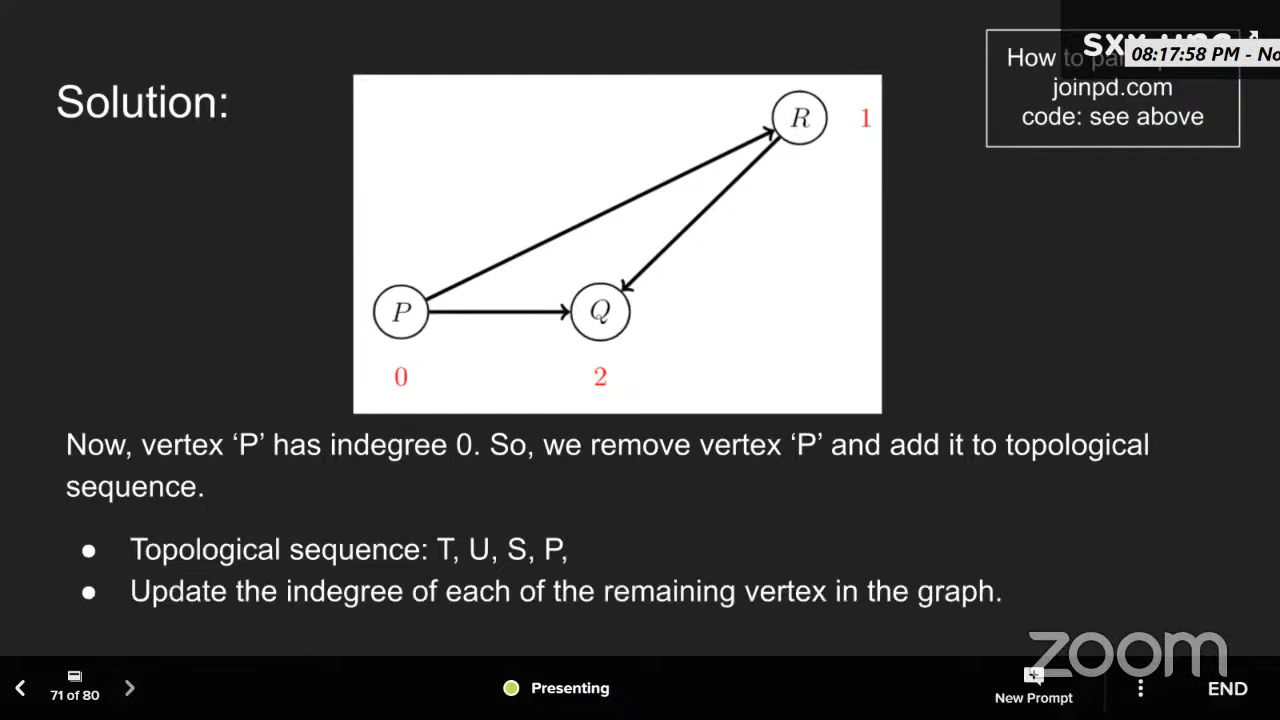 How to
08:17:58 PM - No
joinpd.com
code: see above
Solution:
R
1
P
Q
0
2
Now, vertex ‘P’ has indegree 0. So, we remove vertex ‘P’ and add it to topological
sequence.
● Topological sequence: T, U, S, P,
● Update the indegree of each of the remaining vertex in the graph.
zoom
71 of 80
Presenting
New Prompt
END